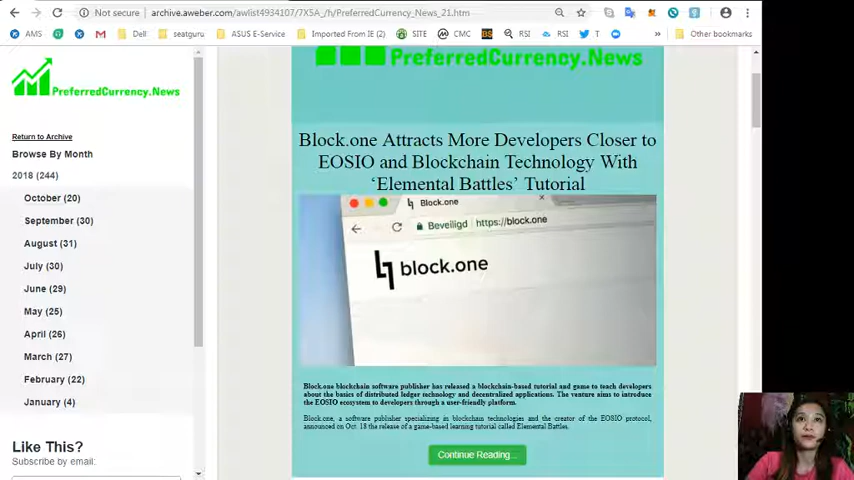 archive.aweber.com/awlist4934107/7X5A_/h/PreferredCurrency_News_21.htm
AMS
M
Dell
seatguru
ASUS E-Service
Imported From IE (2)
SITE
CMC
BS
RSI
RSI
T
»
Other bookmarks
PreferredCurrency.News
Return to Archive
Browse By Month
2018 (244)
October (20)
September (30)
August (31)
July (30)
June (29)
May (25)
April (26)
March (27)
February (22)
January (4)
Like This?
Subscribe by email:
PreferredCurrency.News
Block.one Attracts More Developers Closer to
EOSIO and Blockchain Technology With
‘Elemental Battles’ Tutorial
Block.one
Beveiligd
https://block.one
block.one
Block.one blockchain software publisher has released a blockchain-based tutorial and game to teach developers
about the basics of distributed ledger technology and decentralized applications. The venture aims to introduce
the EOSIO ecosystem to developers through a user-friendly platform.
Block.one, a software publisher specializing in blockchain technologies and the creator of the EOSIO protocol,
announced on Oct. 18 the release of a game-based learning tutorial called Elemental Battles.
Continue Reading...